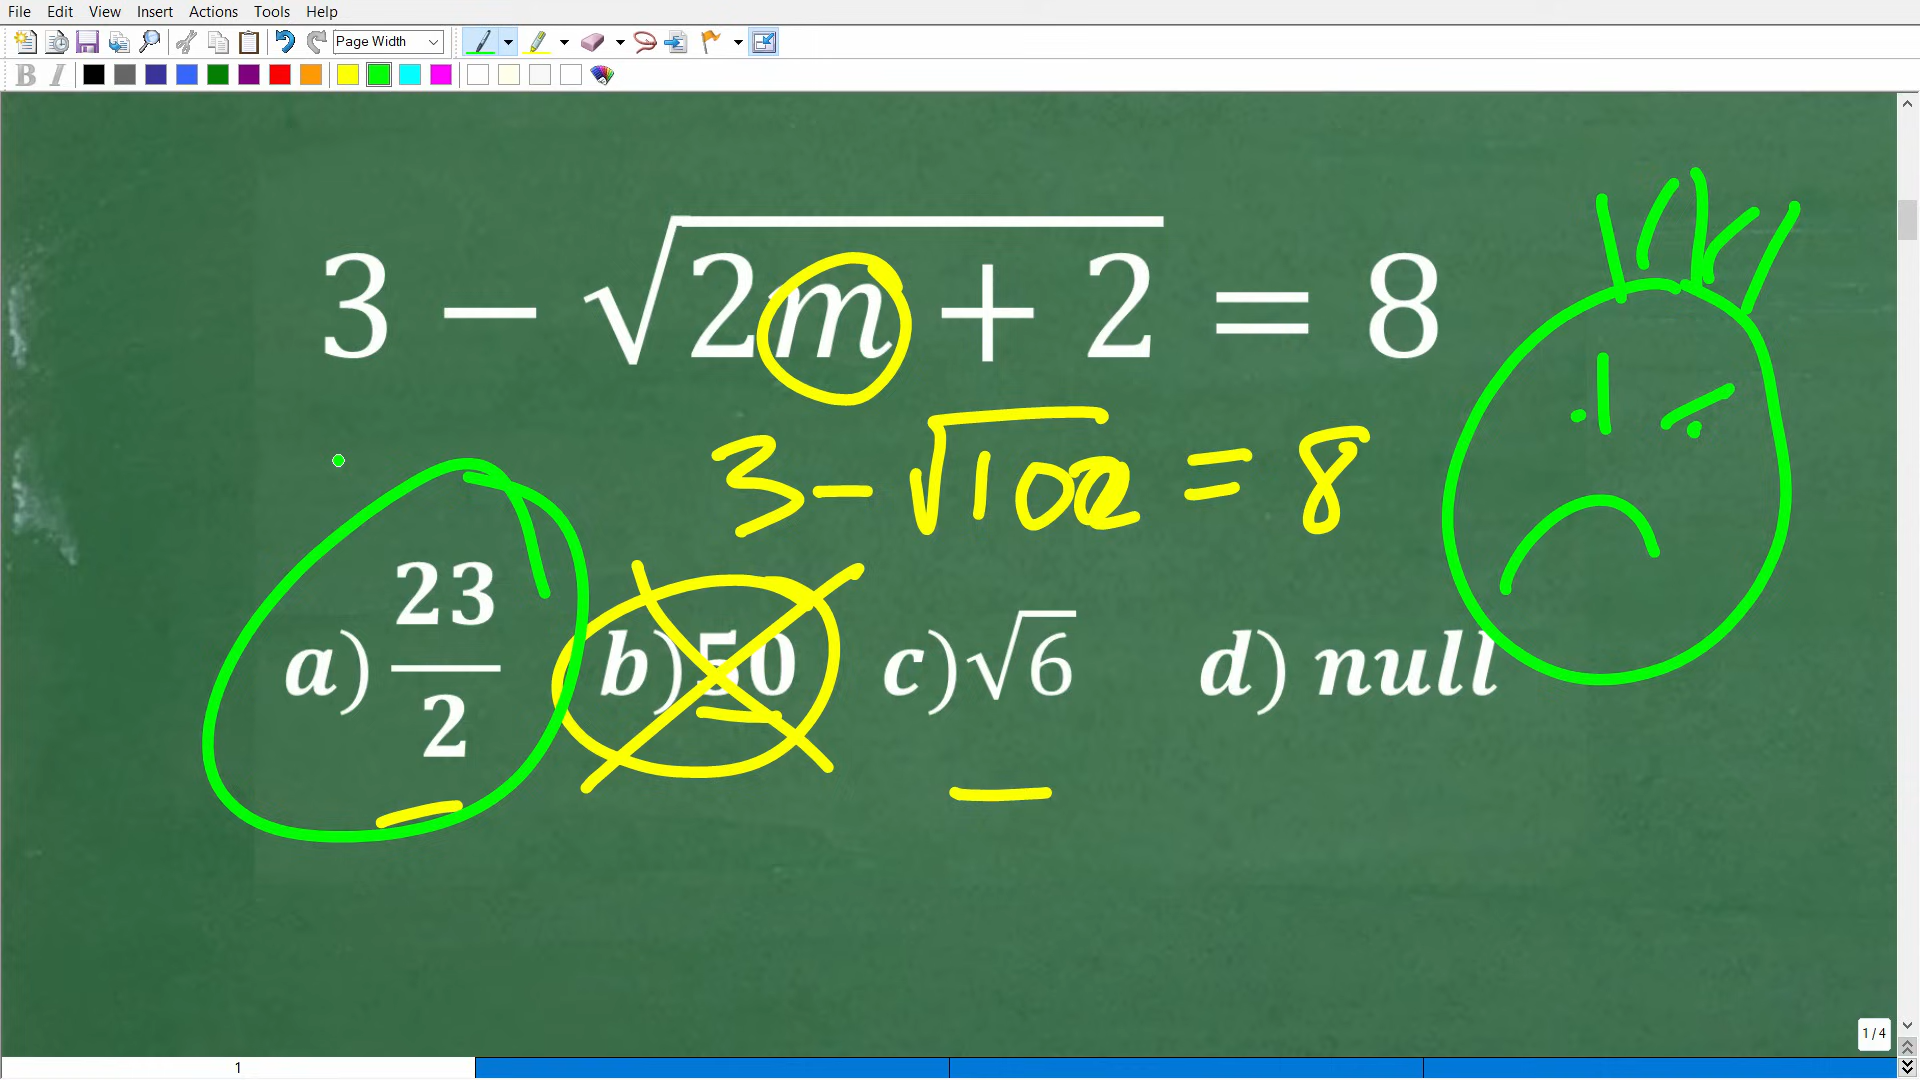 File Edit View Insert Actions Tools Help
Page Width
B I
3 − √2m + 2 = 8
3 − √102 = 8
a) 23/2 b) 50 c) √6 d) null
1 / 4
1